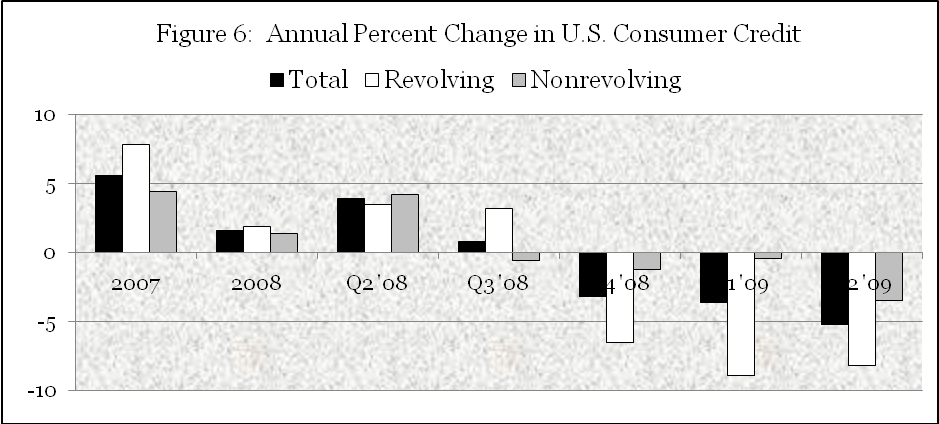 Figure 6:  Annual Percent Change in U.S. Consumer Credit
Total Revolving Nonrevolving
10
5
0
-5
-10
2007 2008 Q2'08 Q3'08 4'08 1'09 2'09